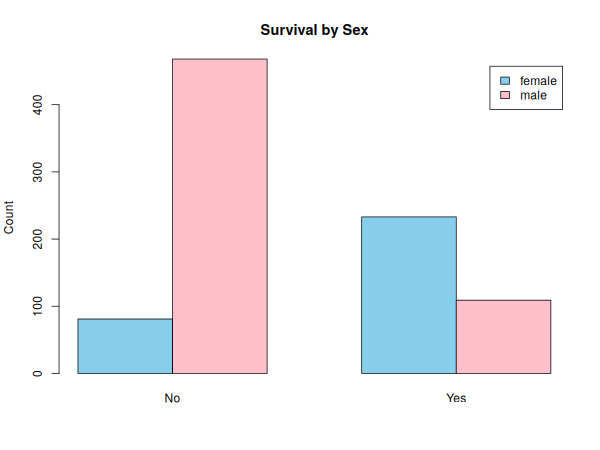 Survival by Sex
female
male
Count
400
300
200
100
0
No
Yes